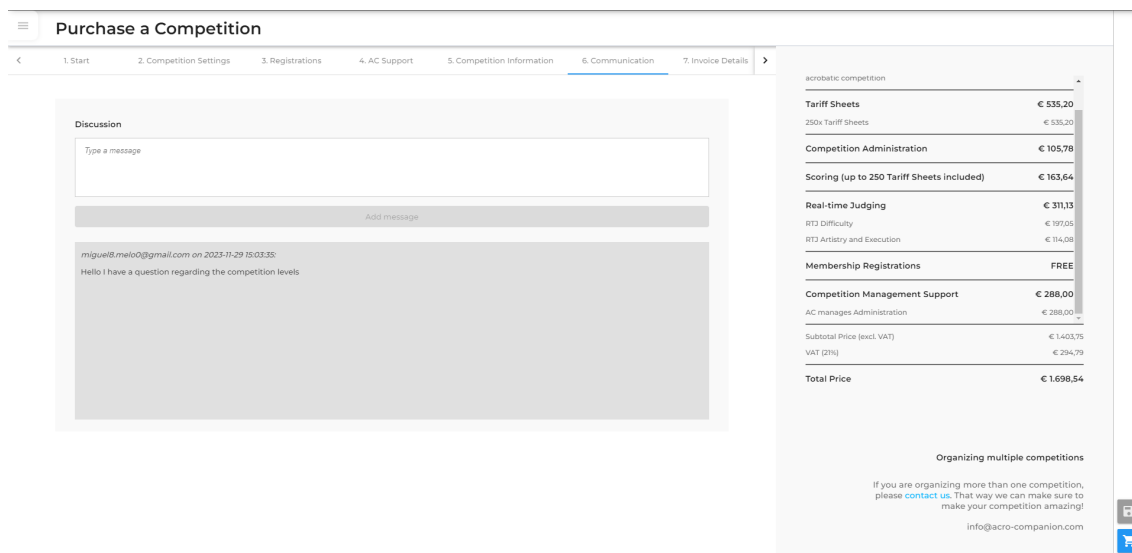 Purchase a Competition
1. Start 2. Competition Settings 3. Registrations 4. AC Support 5. Competition Information 6. Communication 7. Invoice Details
Discussion
Type a message
Add message
miguel8.melo0@gmail.com on 2023-11-29 15:03:35:
Hello I have a question regarding the competition levels
acrobatic competition
Tariff Sheets € 535,20
250x Tariff Sheets € 535,20
Competition Administration € 105,78
Scoring (up to 250 Tariff Sheets included) € 163,64
Real-time Judging € 311,13
RTJ Difficulty € 197,05
RTJ Artistry and Execution € 114,08
Membership Registrations FREE
Competition Management Support € 288,00
AC manages Administration € 288,00
Subtotal Price (excl. VAT) € 1.403,75
VAT (21%) € 294,79
Total Price € 1.698,54
Organizing multiple competitions
If you are organizing more than one competition,
please contact us. That way we can make sure to
make your competition amazing!
info@acro-companion.com